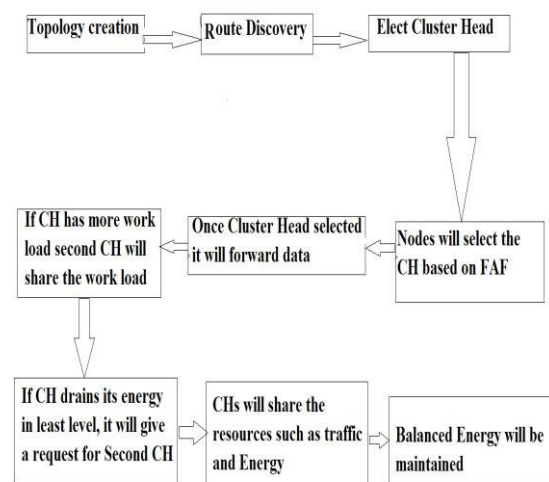 Topology creation
Route Discovery
Elect Cluster Head
Nodes will select the
CH based on FAF
Once Cluster Head selected
it will forward data
If CH has more work
load second CH will
share the work load
If CH drains its energy
in least level, it will give
a request for Second CH
CHs will share the
resources such as traffic
and Energy
Balanced Energy will be
maintained